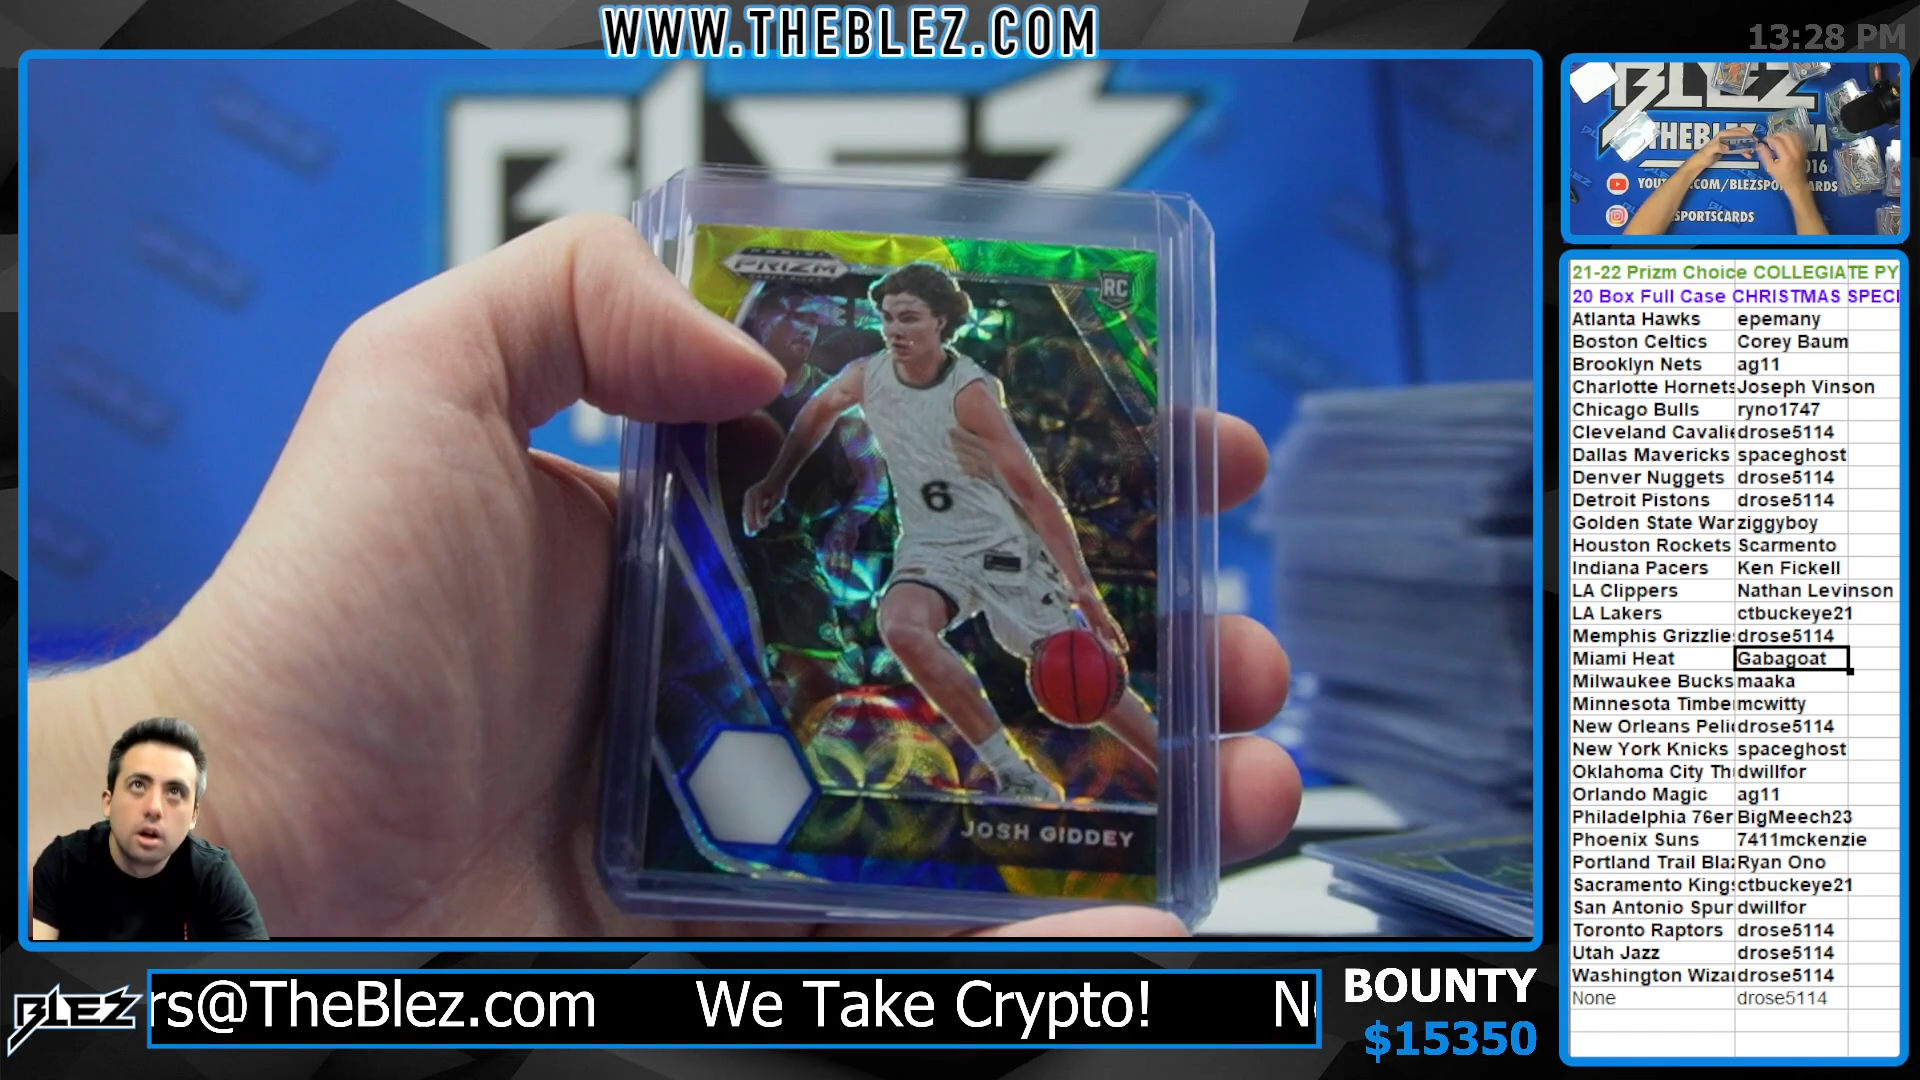 WWW.THEBLEZ.COM
13:28 PM
BLEZ
PRIZM
RC
6
JOSH GIDDEY
BLEZ
THEBLEZ
SPORTSCARDS
21-22 Prizm Choice COLLEGIATE PY
20 Box Full Case CHRISTMAS SPECI
Atlanta Hawks epemany
Boston Celtics Corey Baum
Brooklyn Nets ag11
Charlotte Hornets Joseph Vinson
Chicago Bulls ryno1747
Cleveland Cavalie drose5114
Dallas Mavericks spaceghost
Denver Nuggets drose5114
Detroit Pistons drose5114
Golden State War ziggyboy
Houston Rockets Scarmento
Indiana Pacers Ken Fickell
LA Clippers Nathan Levinson
LA Lakers ctbuckeye21
Memphis Grizzlie drose5114
Miami Heat Gabagoat
Milwaukee Bucks maaka
Minnesota Timbe mcwitty
New Orleans Peli drose5114
New York Knicks spaceghost
Oklahoma City Th dwillfor
Orlando Magic ag11
Philadelphia 76er BigMeech23
Phoenix Suns 7411mckenzie
Portland Trail Bla Ryan Ono
Sacramento Kings ctbuckeye21
San Antonio Spur dwillfor
Toronto Raptors drose5114
Utah Jazz drose5114
Washington Wiza drose5114
None drose5114
BLEZ
rs@TheBlez.com We Take Crypto!
BOUNTY
$15350